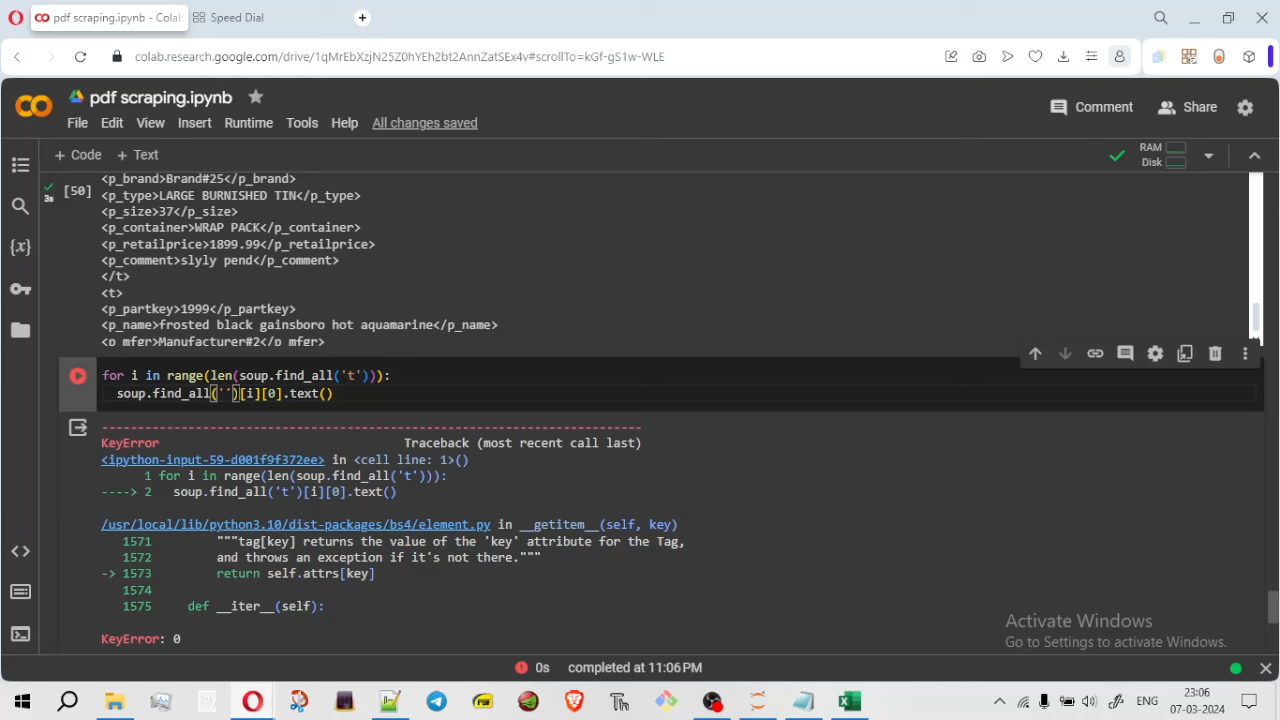 pdf scraping.ipynb - Colab
Speed Dial
colab.research.google.com/drive/1qMrEbXzjN25Z0hYEh2bt2AnnZatSEx4v#scrollTo=kGf-gS1w-WLE
pdf scraping.ipynb
File Edit View Insert Runtime Tools Help All changes saved
Comment Share
+ Code + Text
RAM
Disk
[50]
3s
<p_brand>Brand#25</p_brand>
<p_type>LARGE BURNISHED TIN</p_type>
<p_size>37</p_size>
<p_container>WRAP PACK</p_container>
<p_retailprice>1899.99</p_retailprice>
<p_comment>slyly pend</p_comment>
</t>
<t>
<p_partkey>1999</p_partkey>
<p_name>frosted black gainsboro hot aquamarine</p_name>
<p_mfgr>Manufacturer#2</p_mfgr>
for i in range(len(soup.find_all('t'))):
soup.find_all('')[i][0].text()
---------------------------------------------------------------------------
KeyError Traceback (most recent call last)
<ipython-input-59-d001f9f372ee> in <cell line: 1>()
1 for i in range(len(soup.find_all('t'))):
----> 2 soup.find_all('t')[i][0].text()
/usr/local/lib/python3.10/dist-packages/bs4/element.py in __getitem__(self, key)
1571 """tag[key] returns the value of the 'key' attribute for the Tag,
1572 and throws an exception if it's not there."""
-> 1573 return self.attrs[key]
1574
1575 def __iter__(self):
KeyError: 0
Activate Windows
Go to Settings to activate Windows.
0s completed at 11:06 PM
ENG
23:06
07-03-2024